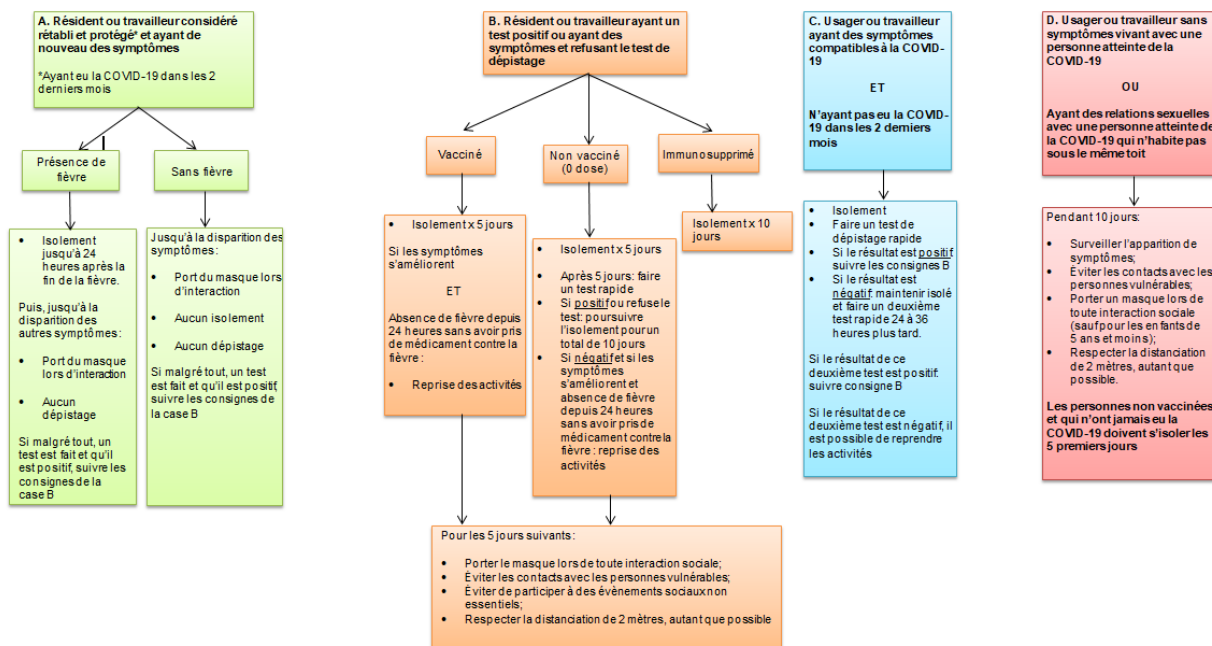 A. Résident ou travailleur considéré
rétabli et protégé* et ayant de
nouveau des symptômes
*Ayant eu la COVID-19 dans les 2
derniers mois
Présence de
fièvre
Sans fièvre
• Isolement
jusqu'à 24
heures après la
fin de la fièvre.
Puis, jusqu'à la
disparition des
autres symptômes :
• Port du masque
lors d'interaction
• Aucun
dépistage
Si malgré tout, un
test est fait et qu'il
est positif, suivre les
consignes de la
case B
Jusqu'à la disparition des
symptômes :
• Port du masque lors
d'interaction
• Aucun isolement
• Aucun dépistage
Si malgré tout, un test est
fait et qu'il est positif,
suivre les consignes de
la case B
B. Résident ou travailleur ayant un
test positif ou ayant des
symptômes et refusant le test de
dépistage
Vacciné
Non vacciné
(0 dose)
Immunosupprimé
• Isolement x 5 jours
Si les symptômes
s'améliorent
ET
Absence de fièvre depuis
24 heures sans avoir pris
de médicament contre la
fièvre :
• Reprise des activités
• Isolement x 5 jours
• Après 5 jours: faire
un test rapide
• Si positif ou refuse le
test: poursuivre
l'isolement pour un
total de 10 jours
• Si négatif et si les
symptômes
s'améliorent et
absence de fièvre
depuis 24 heures
sans avoir pris de
médicament contre la
fièvre : reprise des
activités
Isolement x 10
jours
Pour les 5 jours suivants :
• Porter le masque lors de toute interaction sociale;
• Éviter les contacts avec les personnes vulnérables;
• Éviter de participer à des évènements sociaux non
essentiels;
• Respecter la distanciation de 2 mètres, autant que possible
C. Usager ou travailleur
ayant des symptômes
compatibles à la COVID-
19
ET
N'ayant pas eu la COVID-
19 dans les 2 derniers
mois
• Isolement
• Faire un test de
dépistage rapide
• Si le résultat est positif:
suivre les consignes B
• Si le résultat est
négatif: maintenir isolé
et faire un deuxième
test rapide 24 à 36
heures plus tard.
Si le résultat de ce
deuxième test est positif:
suivre consigne B
Si le résultat de ce
deuxième test est négatif, il
est possible de reprendre
les activités
D. Usager ou travailleur sans
symptômes vivant avec une
personne atteinte de la
COVID-19
OU
Ayant des relations sexuelles
avec une personne atteinte de
la COVID-19 qui n'habite pas
sous le même toit
Pendant 10 jours:
• Surveiller l'apparition de
symptômes;
• Éviter les contacts avec les
personnes vulnérables;
• Porter un masque lors de
toute interaction sociale
(sauf pour les enfants de
5 ans et moins);
• Respecter la distanciation
de 2 mètres, autant que
possible.
Les personnes non vaccinées
et qui n'ont jamais eu la
COVID-19 doivent s'isoler les
5 premiers jours